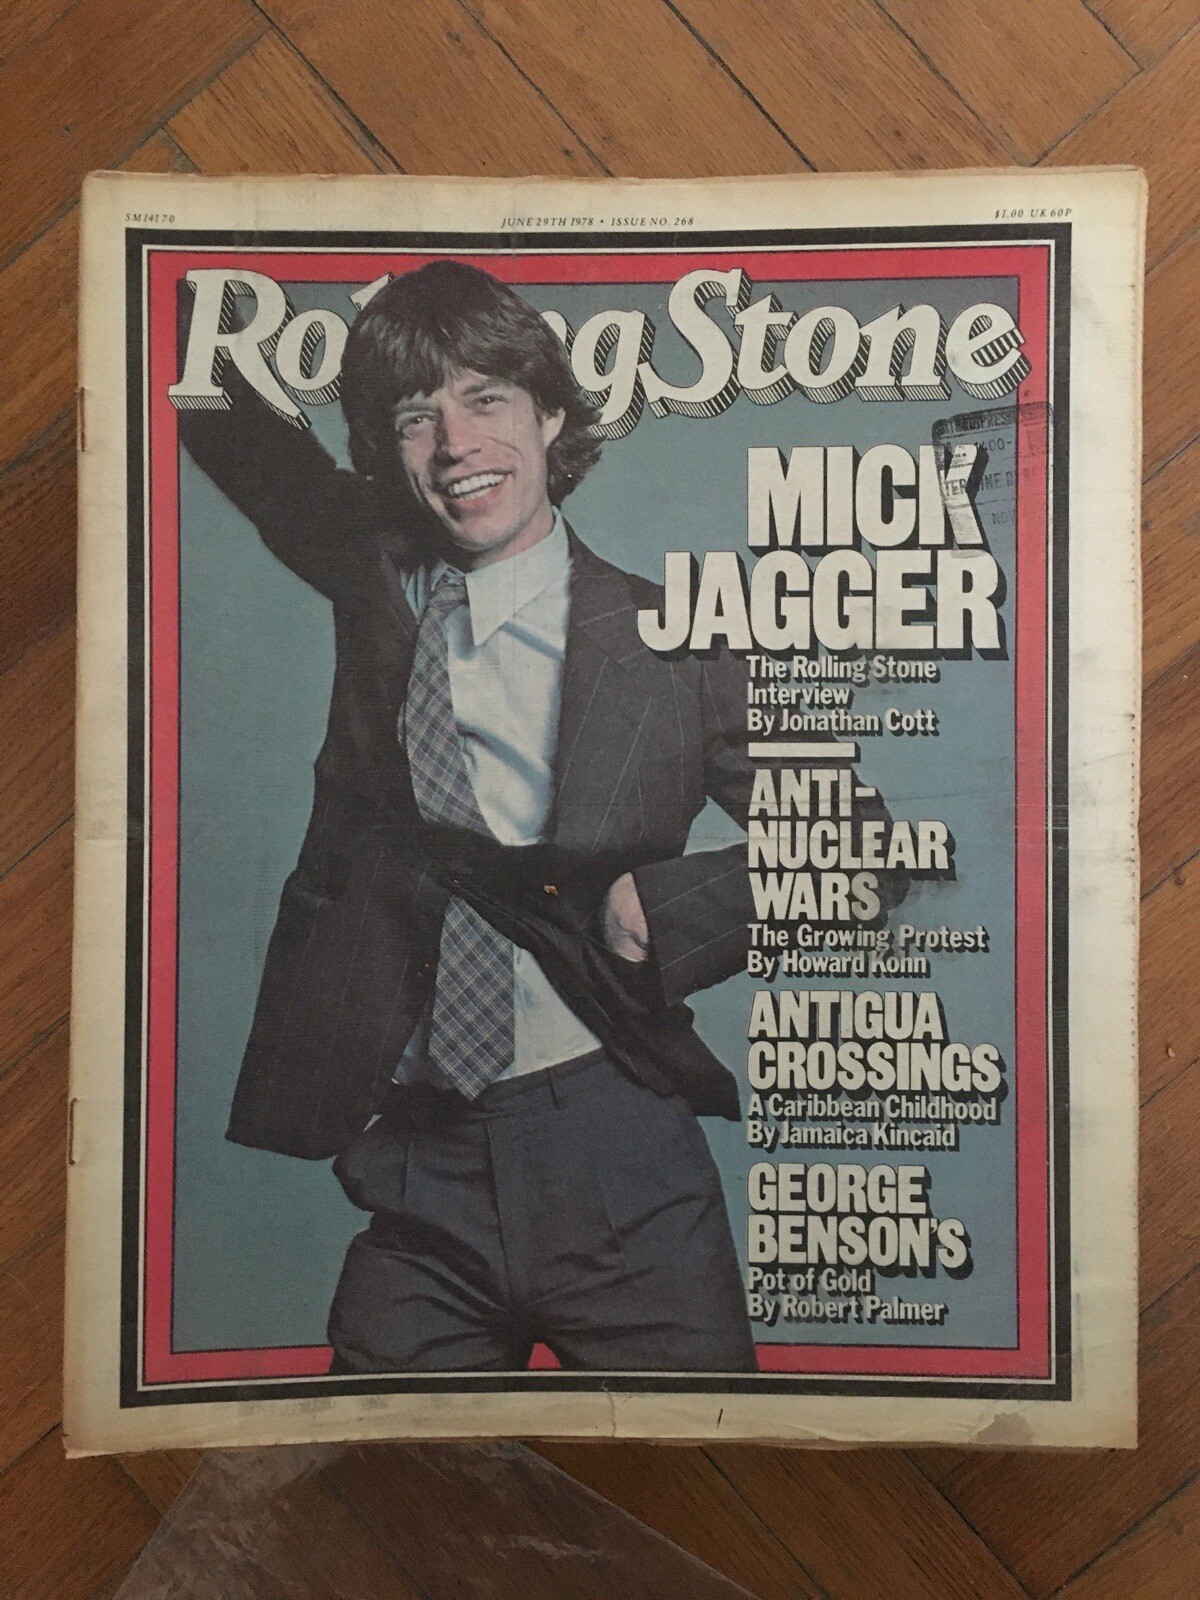 SM14170
JUNE 29TH 1978 • ISSUE NO. 268
$1.00 UK 60P
Rolling Stone
MICK
JAGGER
The Rolling Stone
Interview
By Jonathan Cott
ANTI-
NUCLEAR
WARS
The Growing Protest
By Howard Kohn
ANTIGUA
CROSSINGS
A Caribbean Childhood
By Jamaica Kincaid
GEORGE
BENSON'S
Pot of Gold
By Robert Palmer